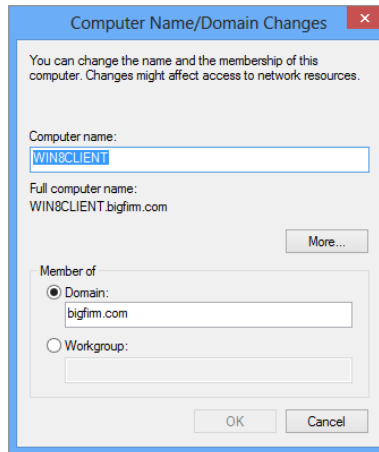 Computer Name/Domain Changes
You can change the name and the membership of this
computer. Changes might affect access to network resources.
Computer name:
WIN8CLIENT
Full computer name:
WIN8CLIENT.bigfirm.com
More...
Member of
Domain:
bigfirm.com
Workgroup:
OK Cancel